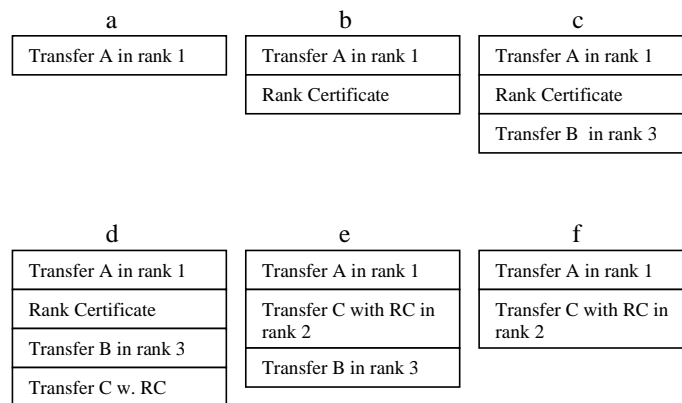 a
Transfer A in rank 1
b
Transfer A in rank 1
Rank Certificate
c
Transfer A in rank 1
Rank Certificate
Transfer B in rank 3
d
Transfer A in rank 1
Rank Certificate
Transfer B in rank 3
Transfer C w. RC
e
Transfer A in rank 1
Transfer C with RC in
rank 2
Transfer B in rank 3
f
Transfer A in rank 1
Transfer C with RC in
rank 2